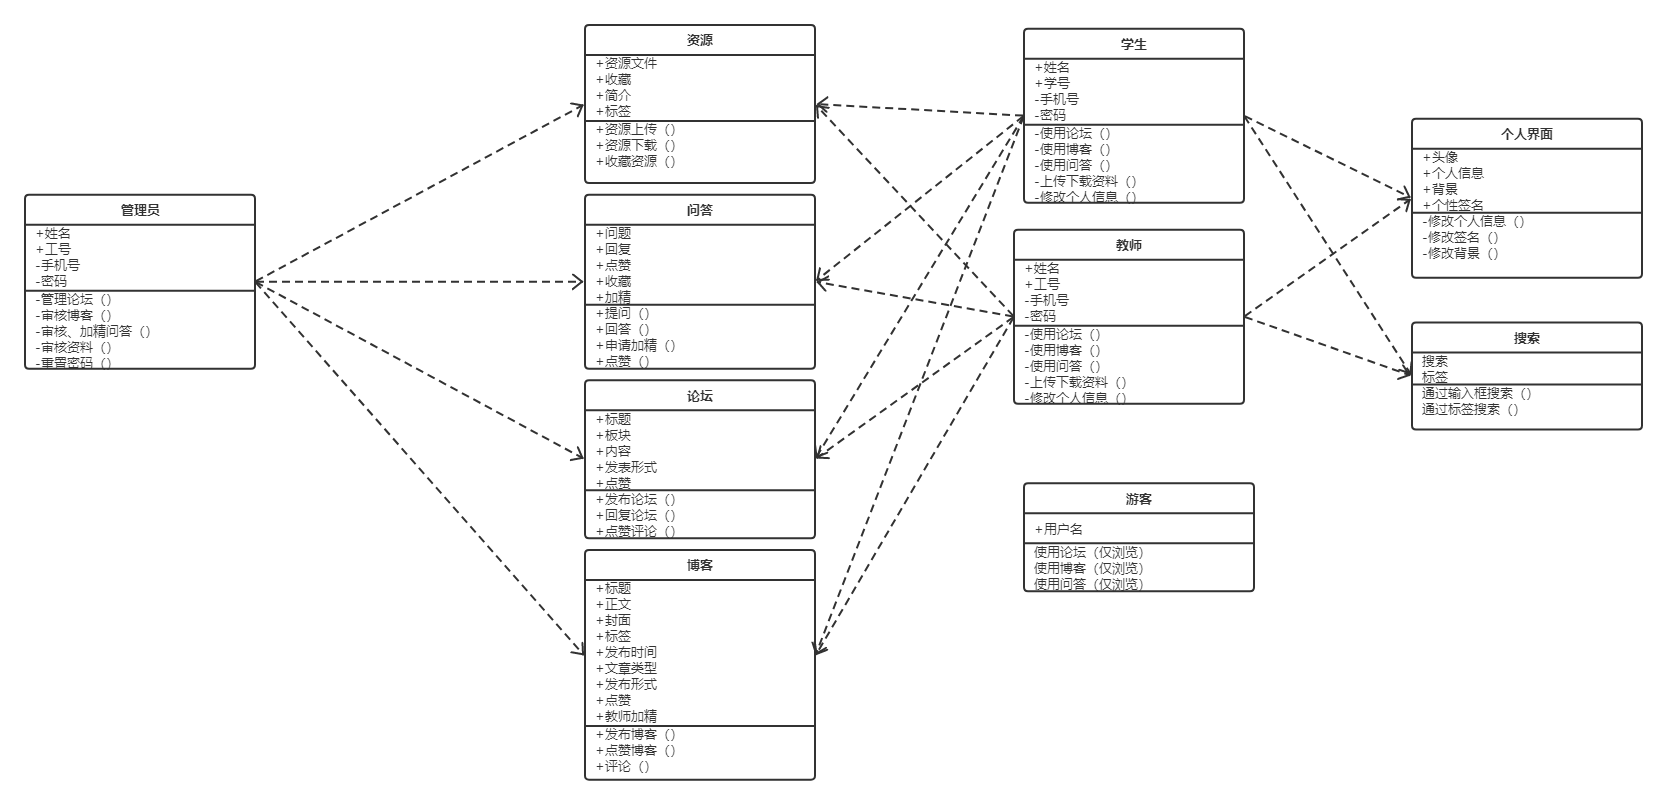 管理员
+姓名
+工号
-手机号
-密码
-管理论坛（）
-审核博客（）
-审核、加精问答（）
-审核资料（）
-重置密码（）
资源
+资源文件
+收藏
+简介
+标签
+资源上传（）
+资源下载（）
+收藏资源（）
问答
+问题
+回复
+点赞
+收藏
+加精
+提问（）
+回答（）
+申请加精（）
+点赞（）
论坛
+标题
+板块
+内容
+发表形式
+点赞
+发布论坛（）
+回复论坛（）
+点赞评论（）
博客
+标题
+正文
+封面
+标签
+发布时间
+文章类型
+发布形式
+点赞
+教师加精
+发布博客（）
+点赞博客（）
+评论（）
学生
+姓名
+学号
-手机号
-密码
-使用论坛（）
-使用博客（）
-使用问答（）
-上传下载资料（）
-修改个人信息（）
教师
+姓名
+工号
-手机号
-密码
-使用论坛（）
-使用博客（）
-使用问答（）
-上传下载资料（）
-修改个人信息（）
游客
+用户名
使用论坛（仅浏览）
使用博客（仅浏览）
使用问答（仅浏览）
个人界面
+头像
+个人信息
+背景
+个性签名
-修改个人信息（）
-修改签名（）
-修改背景（）
搜索
搜索
标签
通过输入框搜索（）
通过标签搜索（）